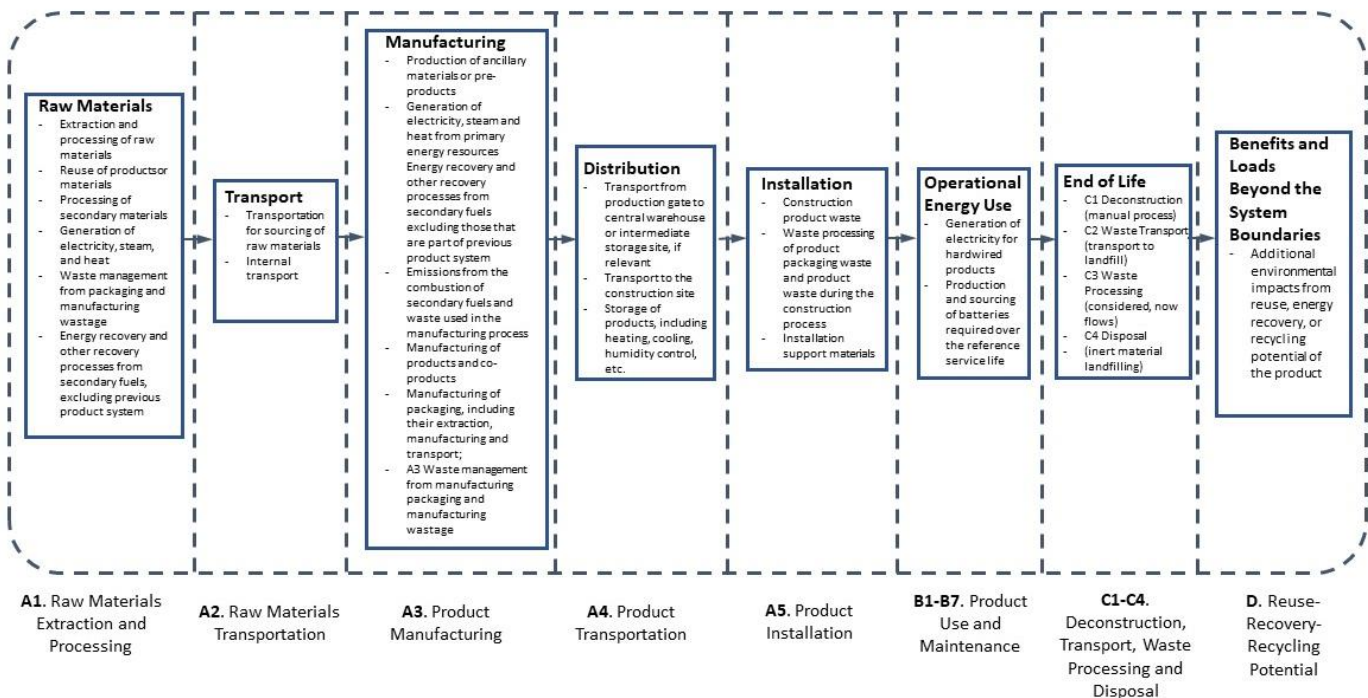 Raw Materials
- Extraction and
processing of raw
materials
- Reuse of productsor
materials
- Processing of
secondary materials
- Generation of
electricity, steam,
and heat
- Waste management
from packaging and
manufacturing
wastage
- Energy recovery and
other recovery
processes from
secondary fuels,
excluding previous
product system
Transport
- Transportation
for sourcing of
raw materials
- Internal
transport
Manufacturing
- Production of ancillary
materials or pre-
products
- Generation of
electricity, steam and
heat from primary
energy resources
Energy recovery and
other recovery
processes from
secondary fuels
excluding those that
are part of previous
product system
- Emissions from the
combustion of
secondary fuels and
waste used in the
manufacturing process
- Manufacturing of
products and co-
products
- Manufacturing of
packaging, including
their extraction,
manufacturing and
transport;
- A3 Waste management
from manufacturing
packaging and
manufacturing
wastage
Distribution
- Transport from
production gate to
central warehouse
or intermediate
storage site, if
relevant
- Transport to the
construction site
- Storage of
products, including
heating, cooling,
humidity control,
etc.
Installation
- Construction
product waste
- Waste processing
of product
packaging waste
and product
waste during the
construction
process
- Installation
support materials
Operational
Energy Use
- Generation of
electricity for
hardwired
products
- Production
and sourcing
of batteries
required over
the reference
service life
End of Life
- C1 Deconstruction
(manual process)
- C2 Waste Transport
(transport to
landfill)
- C3 Waste
Processing
(considered, now
flows)
- C4 Disposal
- (inert material
landfilling)
Benefits and
Loads
Beyond the
System
Boundaries
- Additional
environmental
impacts from
reuse, energy
recovery, or
recycling
potential of
the product
A1. Raw Materials
Extraction and
Processing
A2. Raw Materials
Transportation
A3. Product
Manufacturing
A4. Product
Transportation
A5. Product
Installation
B1-B7. Product
Use and
Maintenance
C1-C4.
Deconstruction,
Transport, Waste
Processing and
Disposal
D. Reuse-
Recovery-
Recycling
Potential